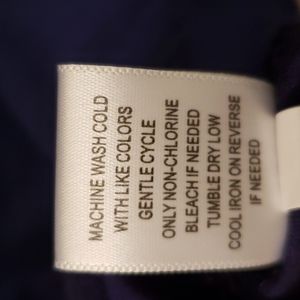 MACHINE WASH COLD
WITH LIKE COLORS
GENTLE CYCLE
ONLY NON-CHLORINE
BLEACH IF NEEDED
TUMBLE DRY LOW
COOL IRON ON REVERSE
IF NEEDED